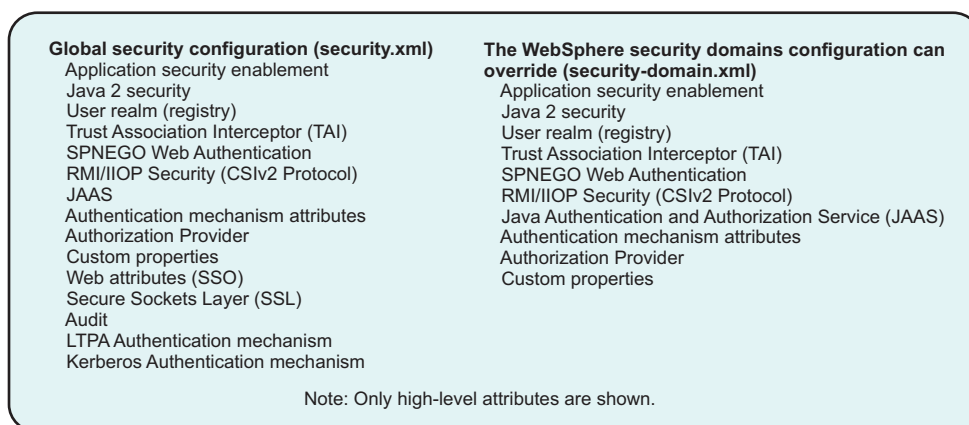 Global security configuration (security.xml)
Application security enablement
Java 2 security
User realm (registry)
Trust Association Interceptor (TAI)
SPNEGO Web Authentication
RMI/IIOP Security (CSIv2 Protocol)
JAAS
Authentication mechanism attributes
Authorization Provider
Custom properties
Web attributes (SSO)
Secure Sockets Layer (SSL)
Audit
LTPA Authentication mechanism
Kerberos Authentication mechanism
The WebSphere security domains configuration can
override (security-domain.xml)
Application security enablement
Java 2 security
User realm (registry)
Trust Association Interceptor (TAI)
SPNEGO Web Authentication
RMI/IIOP Security (CSIv2 Protocol)
Java Authentication and Authorization Service (JAAS)
Authentication mechanism attributes
Authorization Provider
Custom properties
Note: Only high-level attributes are shown.